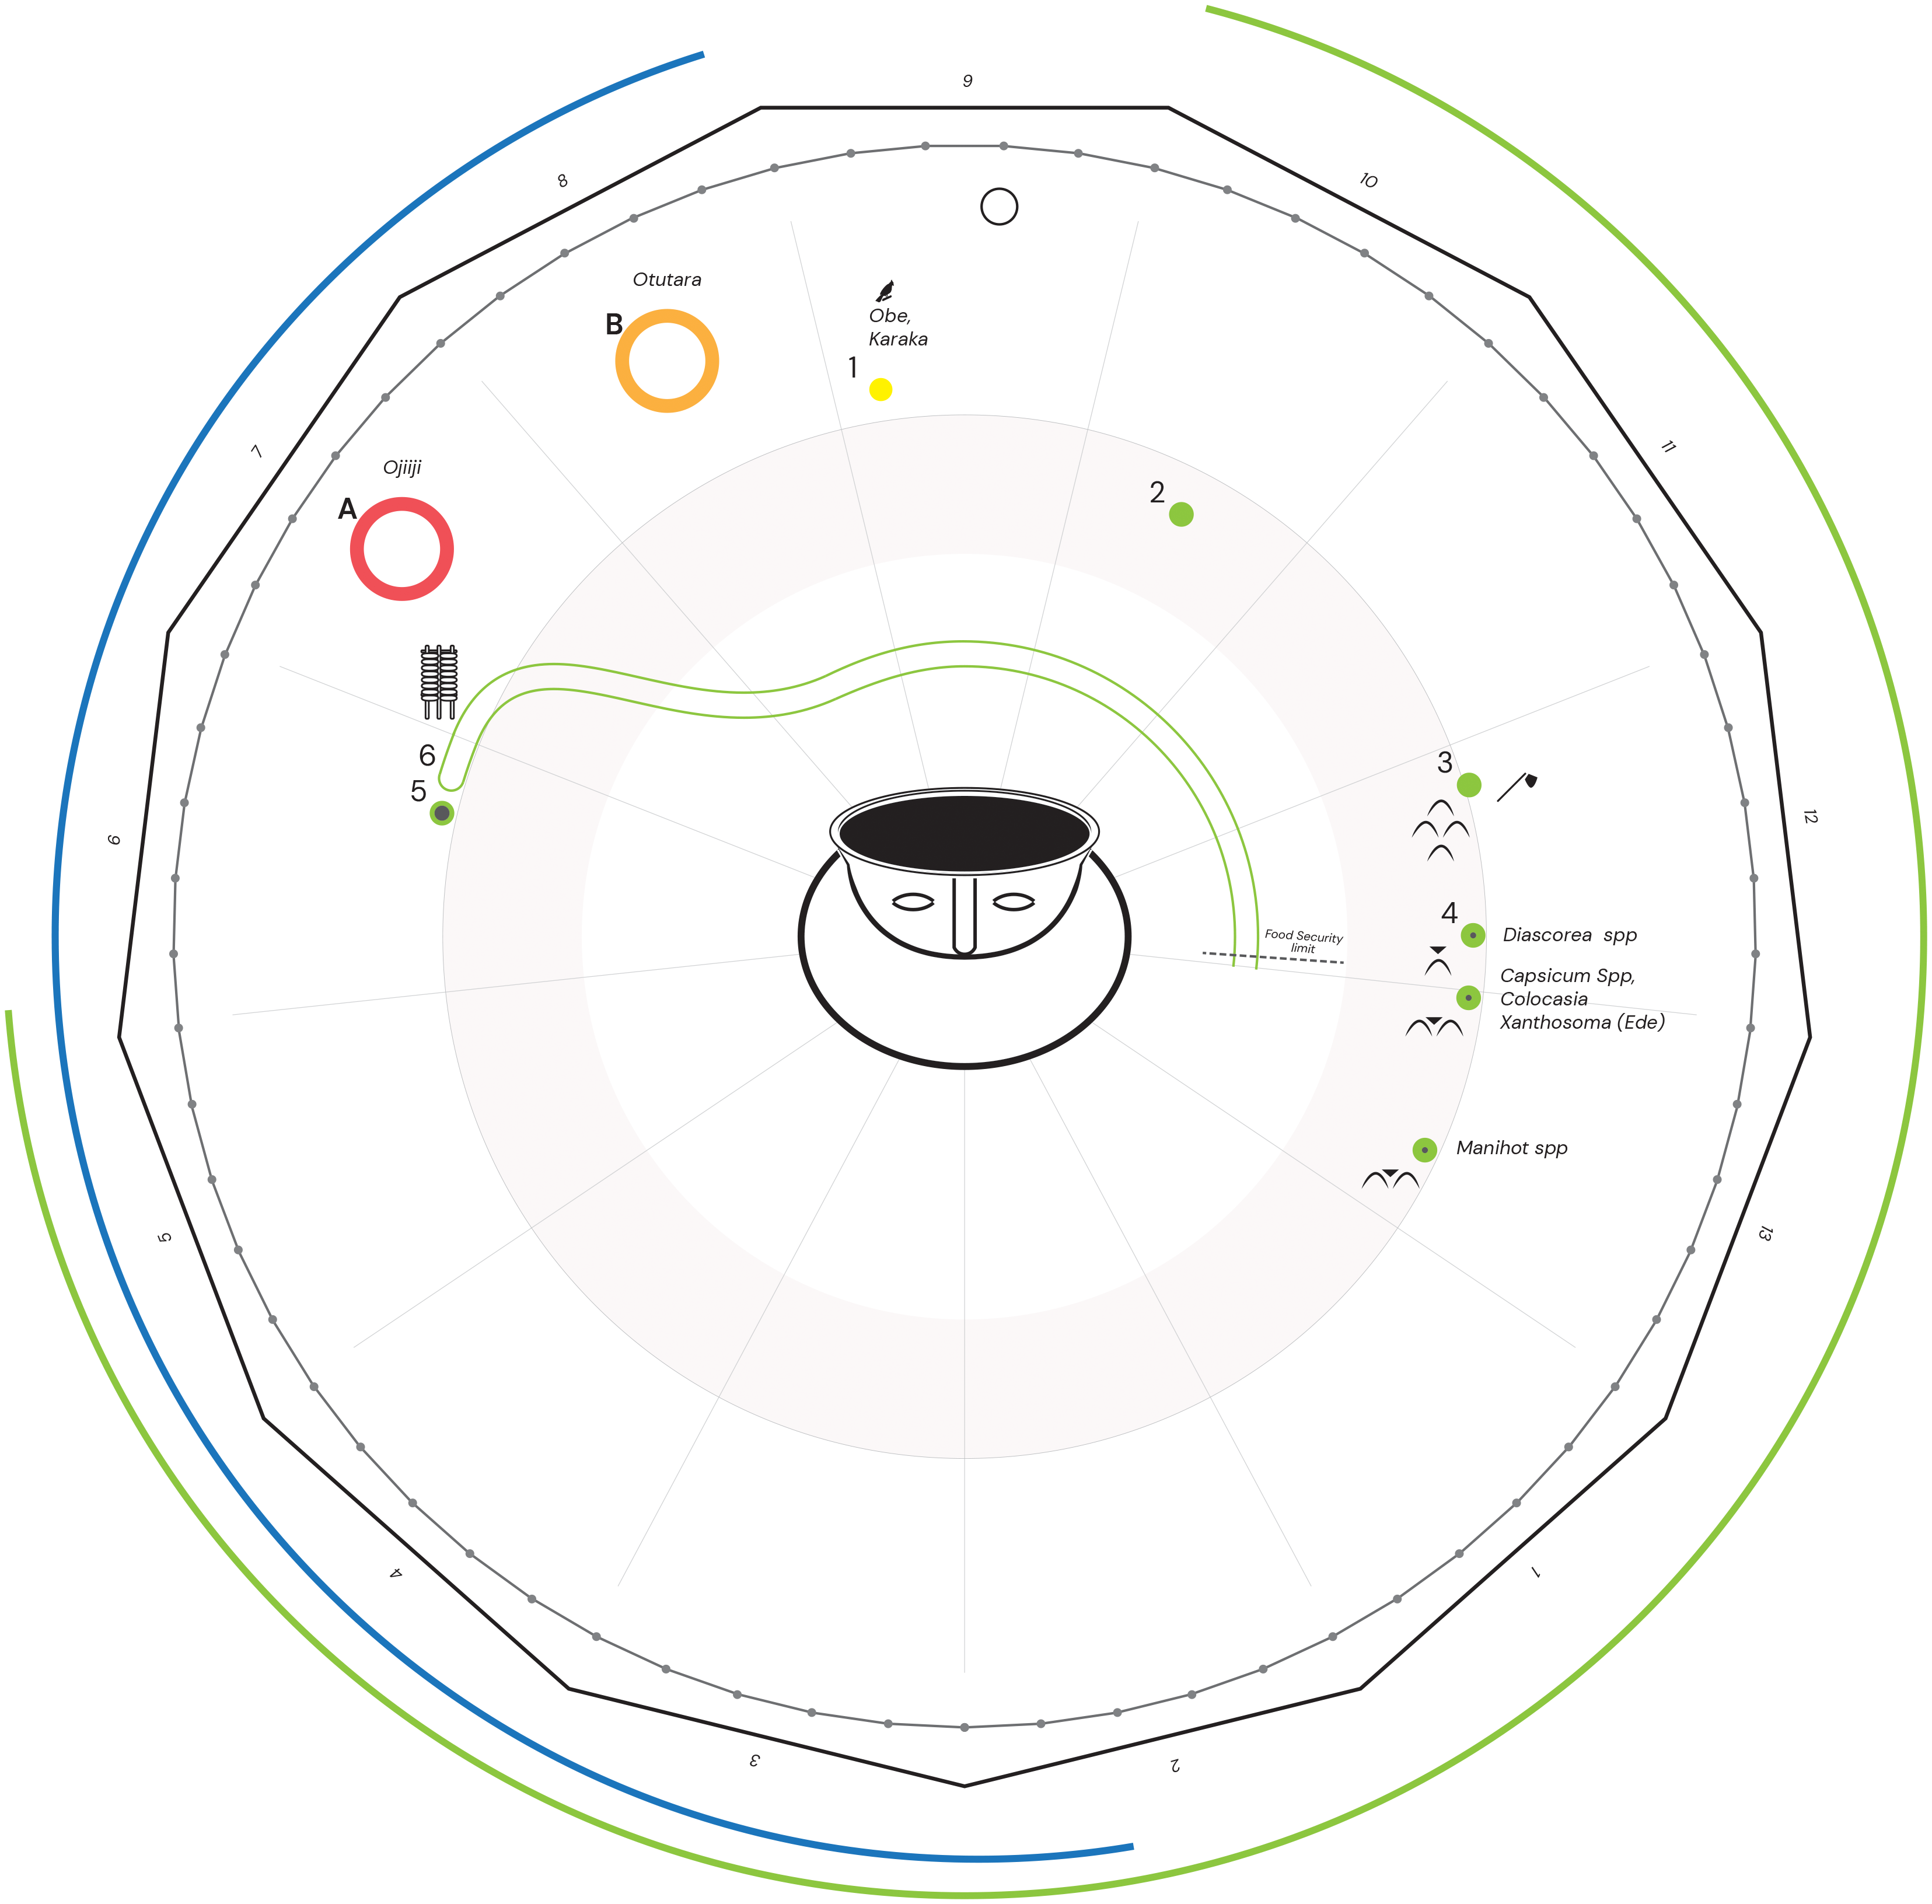 9
8
10
Otutara
B
Obe,
Karaka
1
7
11
Ojiiji
A
2
6
5
3
12
6
4
Diascorea spp
Food Security
limit
Capsicum Spp,
Colocasia
Xanthosoma (Ede)
Manihot spp
5
13
4
1
3
2